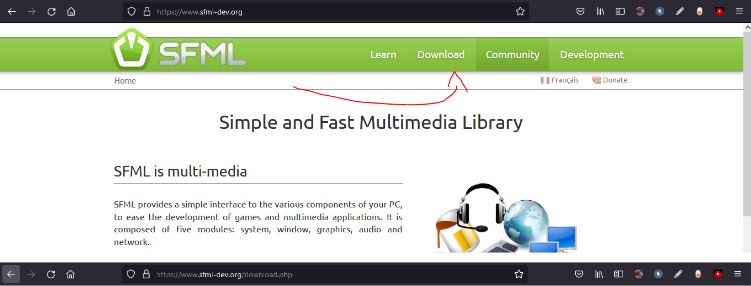 https://www.sfml-dev.org
SFML
Learn Download Community Development
Home Français Donate
Simple and Fast Multimedia Library
SFML is multi-media
SFML provides a simple interface to the various components of your PC,
to ease the development of games and multimedia applications. It is
composed of five modules: system, window, graphics, audio and
network.
https://www.sfml-dev.org/download.php